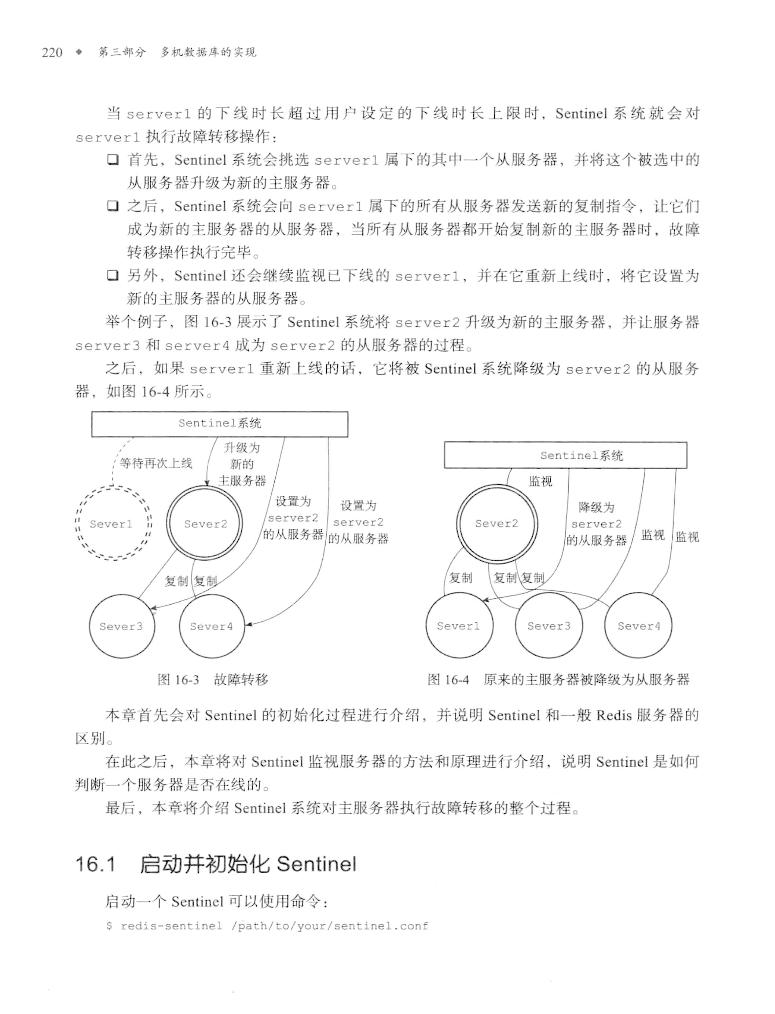 220 ◆ 第三部分 多机数据库的实现
当 server1 的下线时长超过用户设定的下线时长上限时，Sentinel 系统就会对
server1 执行故障转移操作：
❑ 首先，Sentinel 系统会挑选 server1 属下的其中一个从服务器，并将这个被选中的
从服务器升级为新的主服务器。
❑ 之后，Sentinel 系统会向 server1 属下的所有从服务器发送新的复制指令，让它们
成为新的主服务器的从服务器，当所有从服务器都开始复制新的主服务器时，故障
转移操作执行完毕。
❑ 另外，Sentinel 还会继续监视已下线的 server1，并在它重新上线时，将它设置为
新的主服务器的从服务器。
举个例子，图 16-3 展示了 Sentinel 系统将 server2 升级为新的主服务器，并让服务器
server3 和 server4 成为 server2 的从服务器的过程。
之后，如果 server1 重新上线的话，它将被 Sentinel 系统降级为 server2 的从服务
器，如图 16-4 所示。
Sentinel系统
等待再次上线
升级为
新的
主服务器
设置为
server2
的从服务器
设置为
server2
的从服务器
Sever1
Sever2
复制
复制
Sever3
Sever4
图 16-3 故障转移
Sentinel系统
监视
Sever2
降级为
server2
的从服务器
监视
监视
复制
复制
复制
Sever1
Sever3
Sever4
图 16-4 原来的主服务器被降级为从服务器
本章首先会对 Sentinel 的初始化过程进行介绍，并说明 Sentinel 和一般 Redis 服务器的
区别。
在此之后，本章将对 Sentinel 监视服务器的方法和原理进行介绍，说明 Sentinel 是如何
判断一个服务器是否在线的。
最后，本章将介绍 Sentinel 系统对主服务器执行故障转移的整个过程。
16.1 启动并初始化 Sentinel
启动一个 Sentinel 可以使用命令：
$ redis-sentinel /path/to/your/sentinel.conf